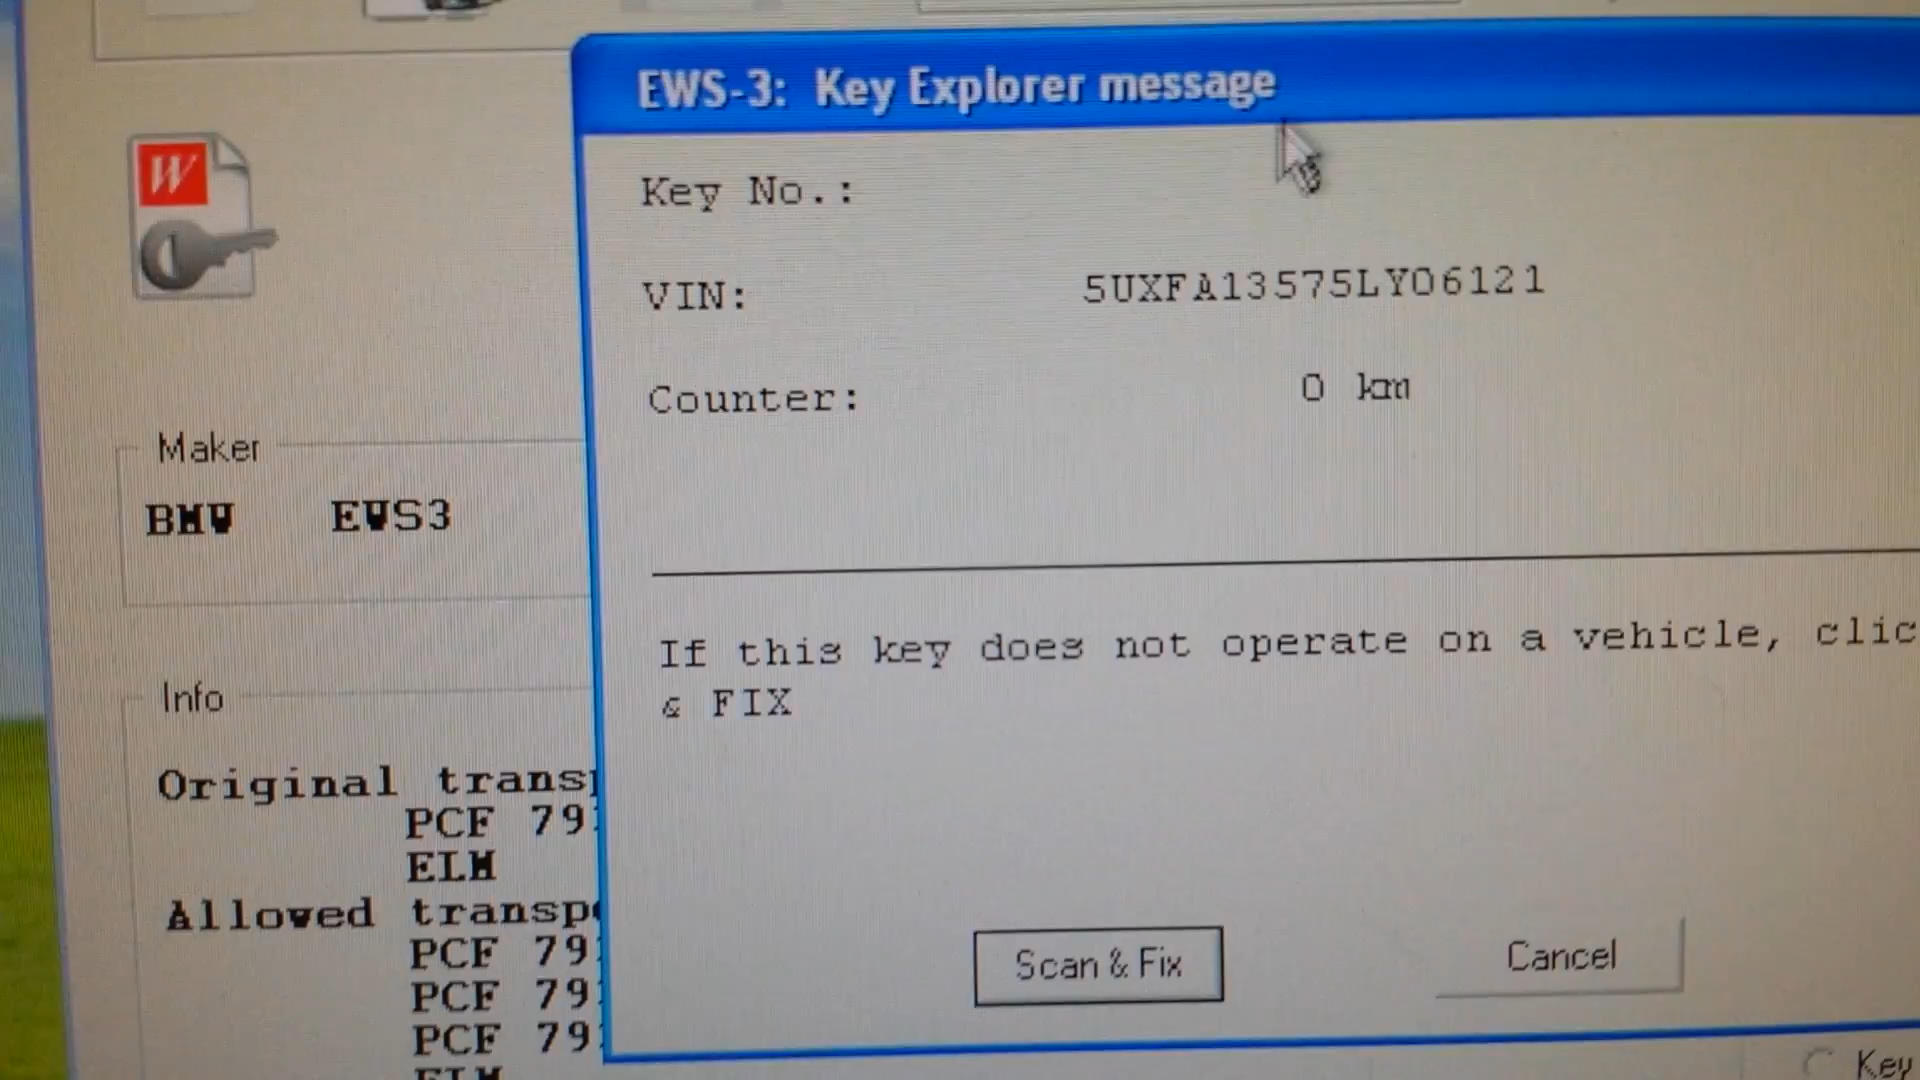 EWS-3: Key Explorer message
W
Key No.:
VIN: 5UXFA13575LY06121
Counter: 0 km
Maker
BMW EWS3
If this key does not operate on a vehicle, clic
& FIX
Info
Original transp
PCF 79
ELM
Allowed transp
PCF 79
PCF 79
PCF 79
ELM
Scan & Fix
Cancel
Key